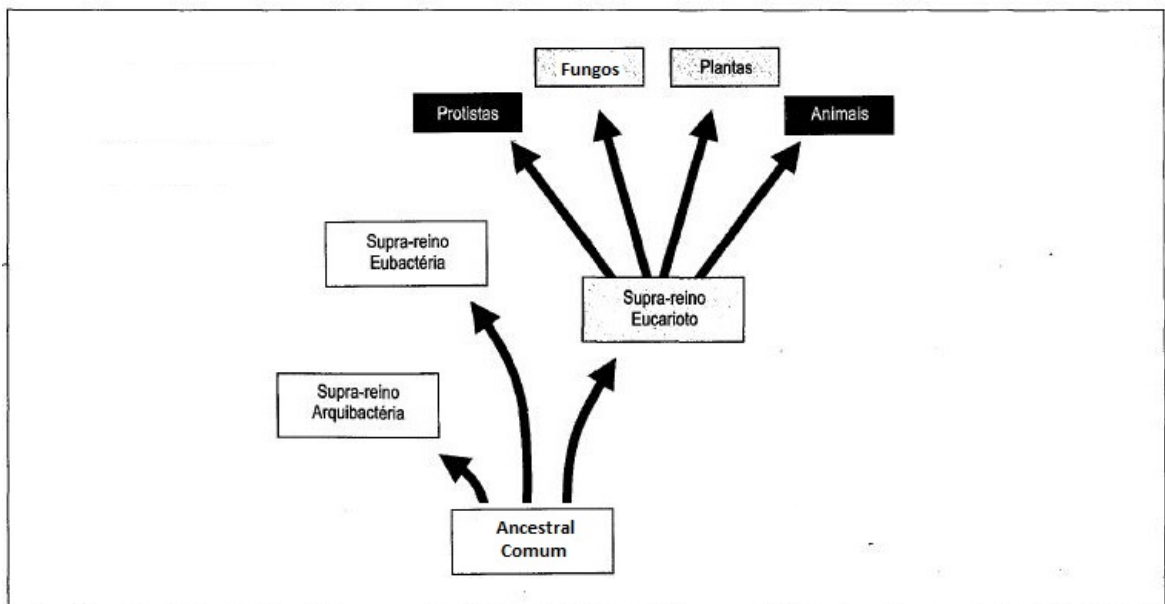 Fungos
Plantas
Protistas
Animais
Supra-reino
Eubactéria
Supra-reino
Eucarioto
Supra-reino
Arquibactéria
Ancestral
Comum